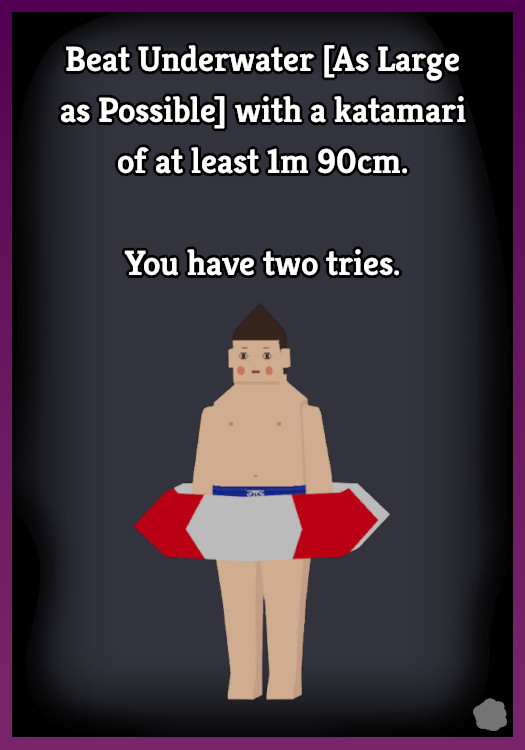 Beat Underwater [As Large
as Possible] with a katamari
of at least 1m 90cm.
You have two tries.